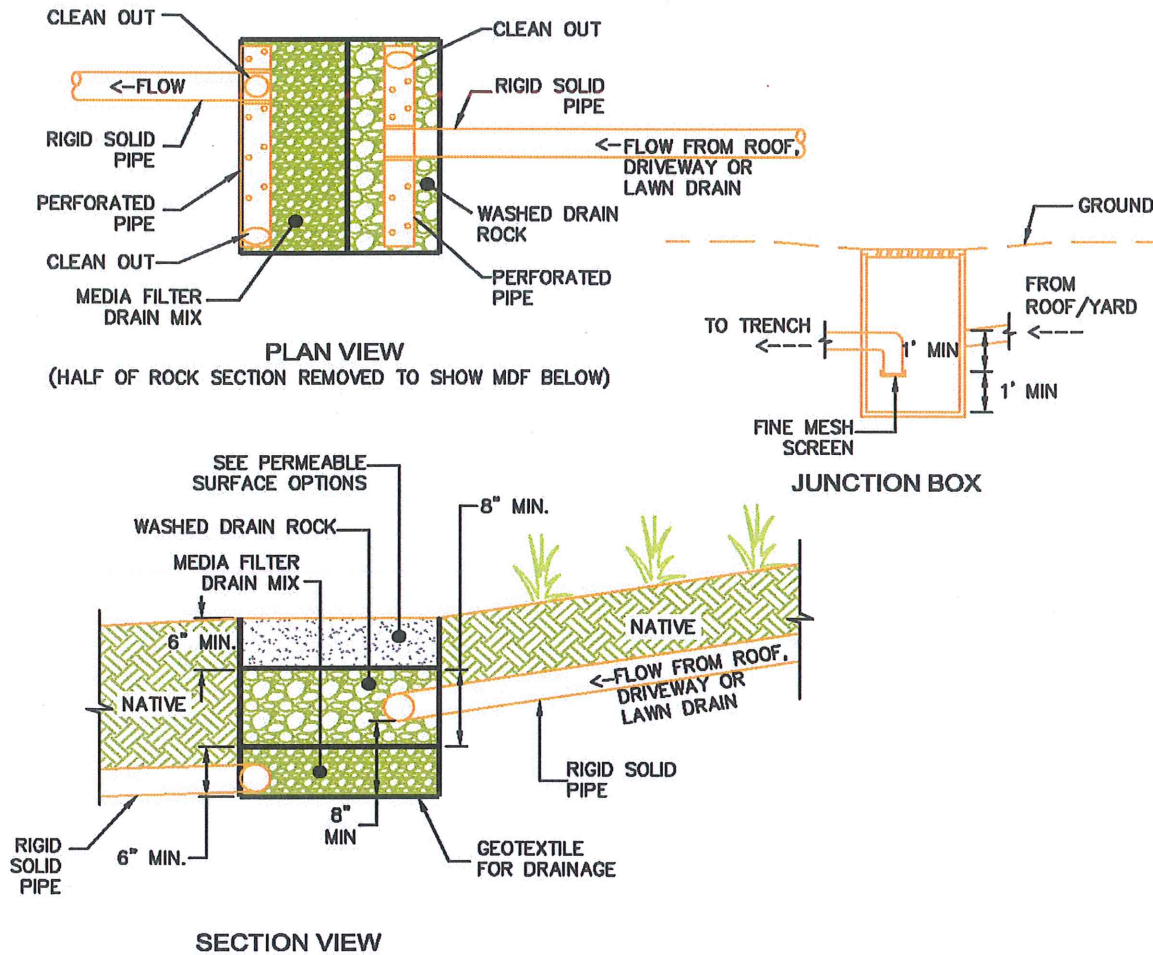 CLEAN OUT
CLEAN OUT
<-FLOW
RIGID SOLID
PIPE
RIGID SOLID
PIPE
<-FLOW FROM ROOF,
DRIVEWAY OR
LAWN DRAIN
PERFORATED
PIPE
WASHED DRAIN
ROCK
CLEAN OUT
PERFORATED
PIPE
MEDIA FILTER
DRAIN MIX
PLAN VIEW
(HALF OF ROCK SECTION REMOVED TO SHOW MDF BELOW)
GROUND
FROM
ROOF/YARD
TO TRENCH
1' MIN
1' MIN
FINE MESH
SCREEN
JUNCTION BOX
SEE PERMEABLE
SURFACE OPTIONS
WASHED DRAIN ROCK
MEDIA FILTER
DRAIN MIX
8" MIN.
6" MIN.
NATIVE
NATIVE
<-FLOW FROM ROOF,
DRIVEWAY OR
LAWN DRAIN
RIGID SOLID
PIPE
8"
MIN
RIGID
SOLID
PIPE
6" MIN.
GEOTEXTILE
FOR DRAINAGE
SECTION VIEW